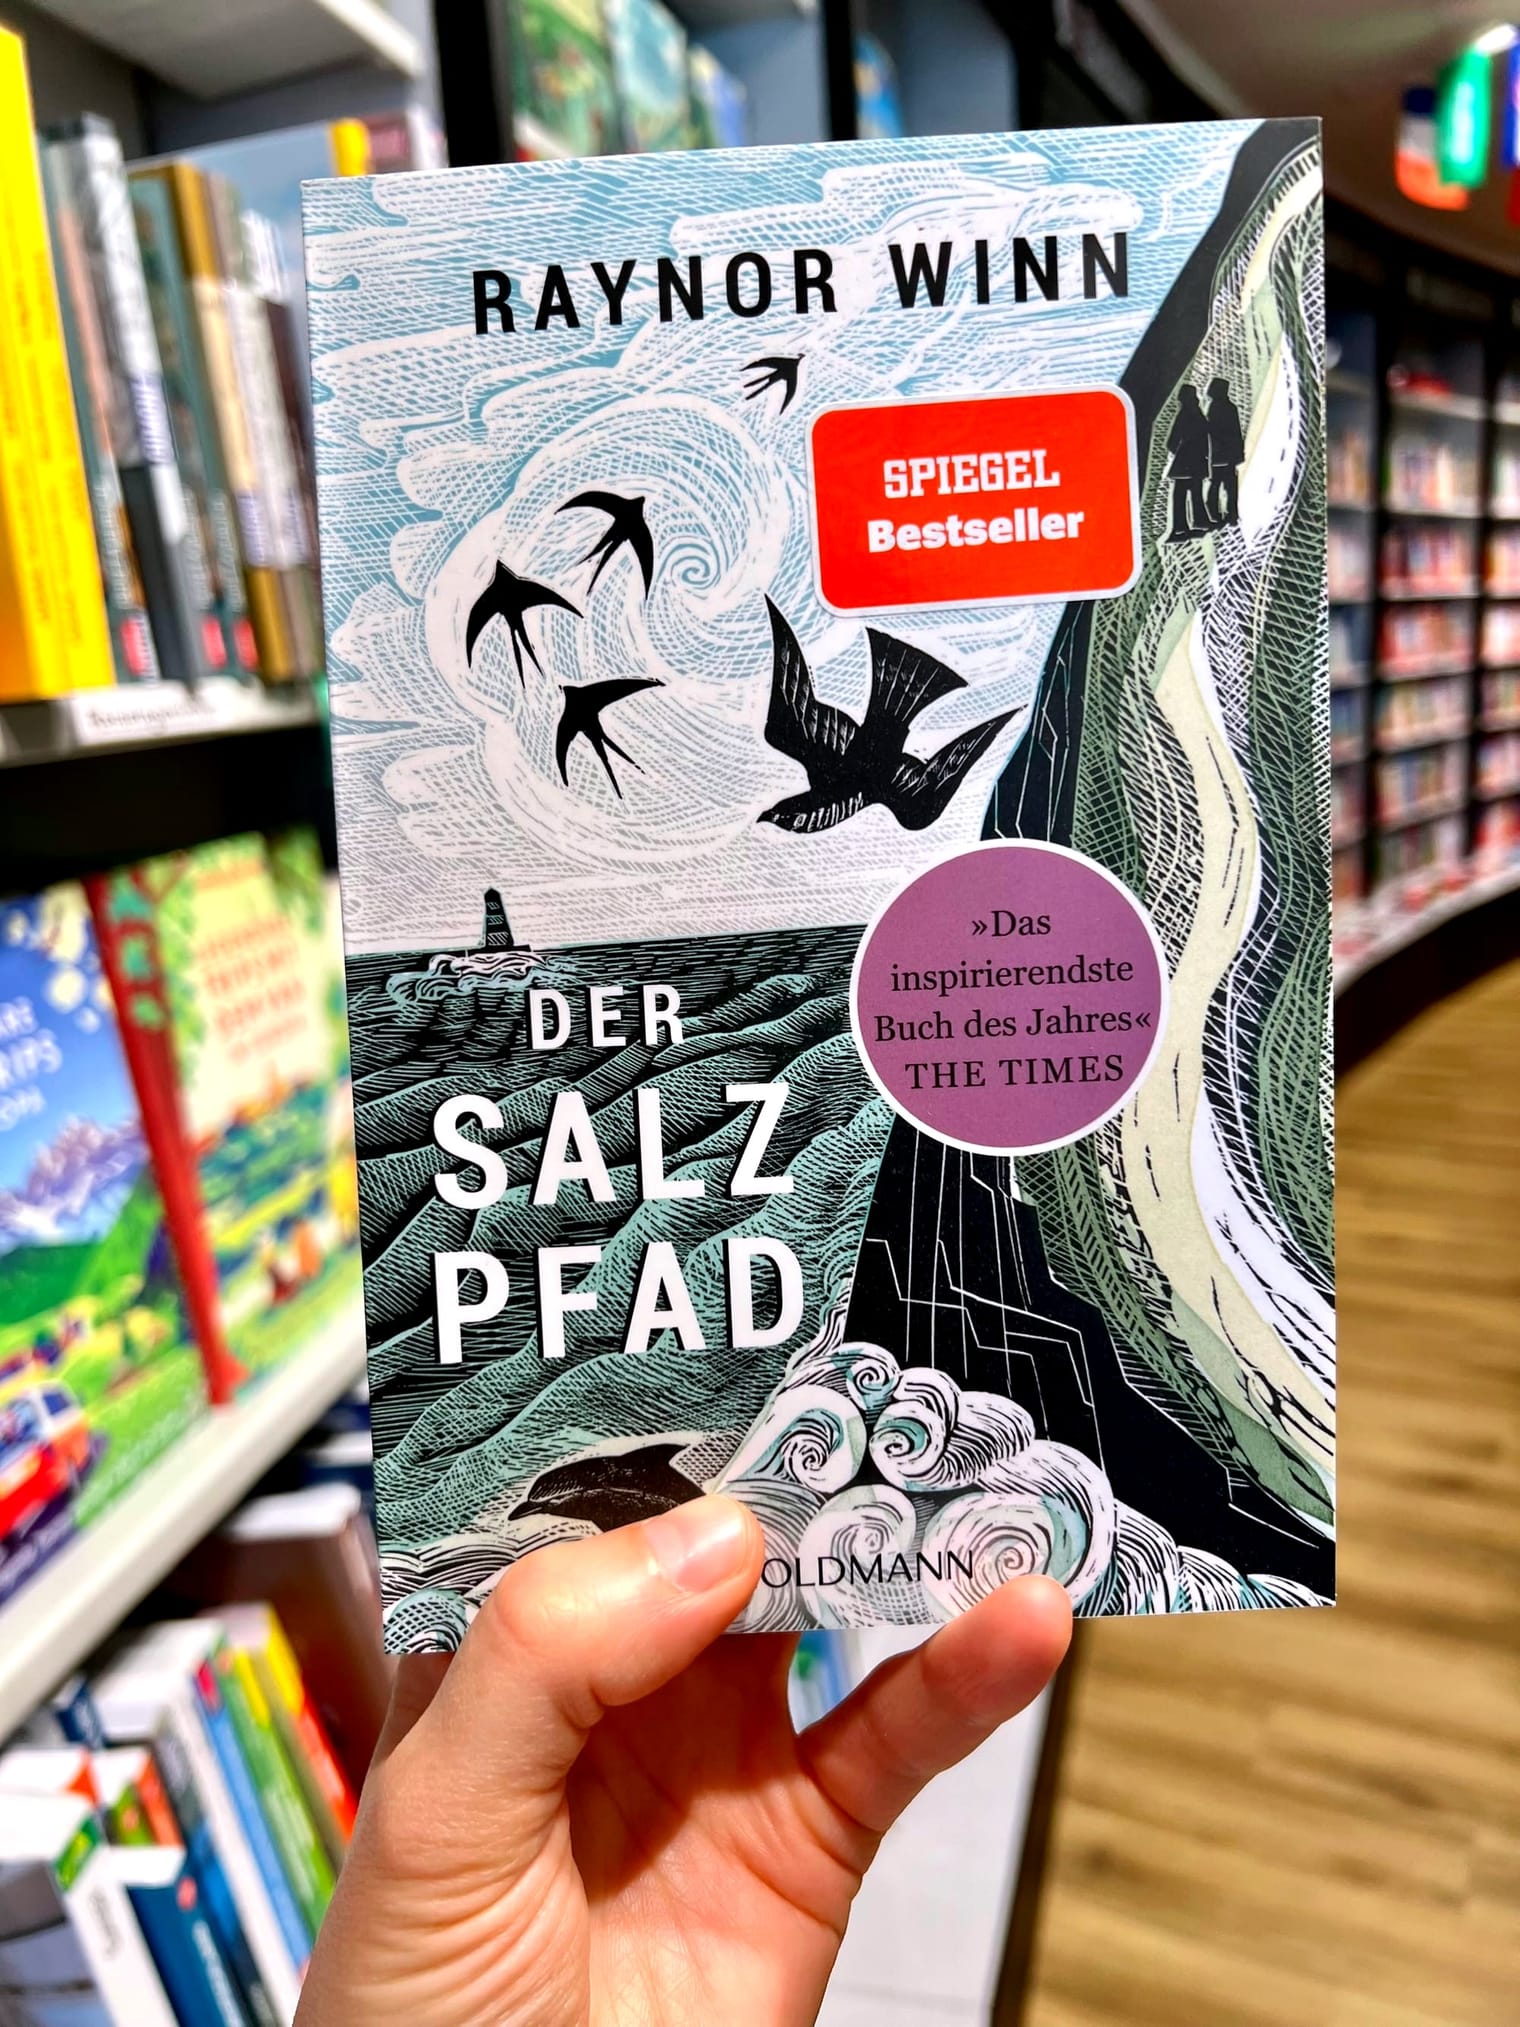 RAYNOR WINN
SPIEGEL
Bestseller
»Das
inspirierendste
Buch des Jahres«
THE TIMES
DER
SALZ
PFAD
OLDMANN